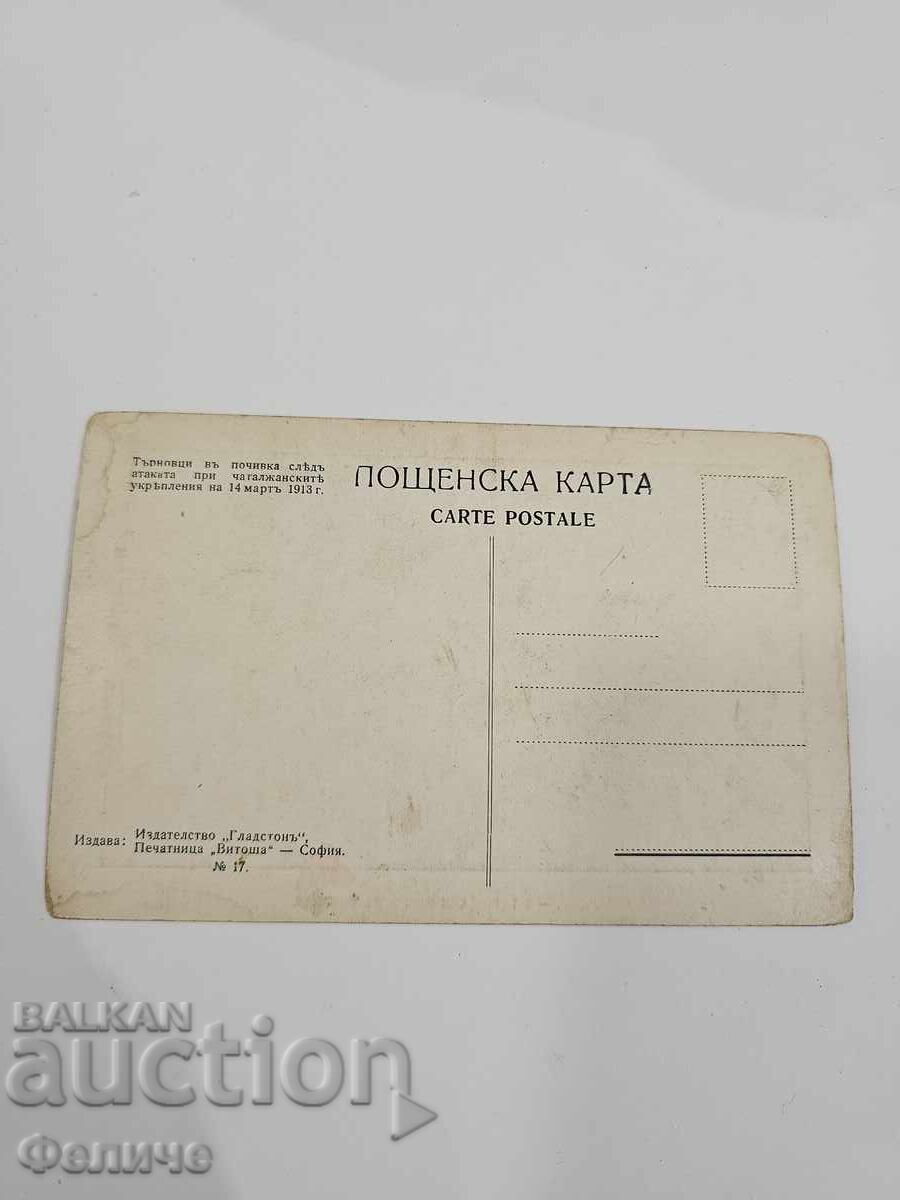 Търновци въ почивка слѣдъ
атаката при чаталжанскитѣ
укрѣпления на 14 мартъ 1913 г.
ПОЩЕНСКА КАРТА
CARTE POSTALE
Издава: Издателство „Гладстонъ“,
Печатница „Витоша“ — София.
№ 17.
BALKAN
auction
Феличе